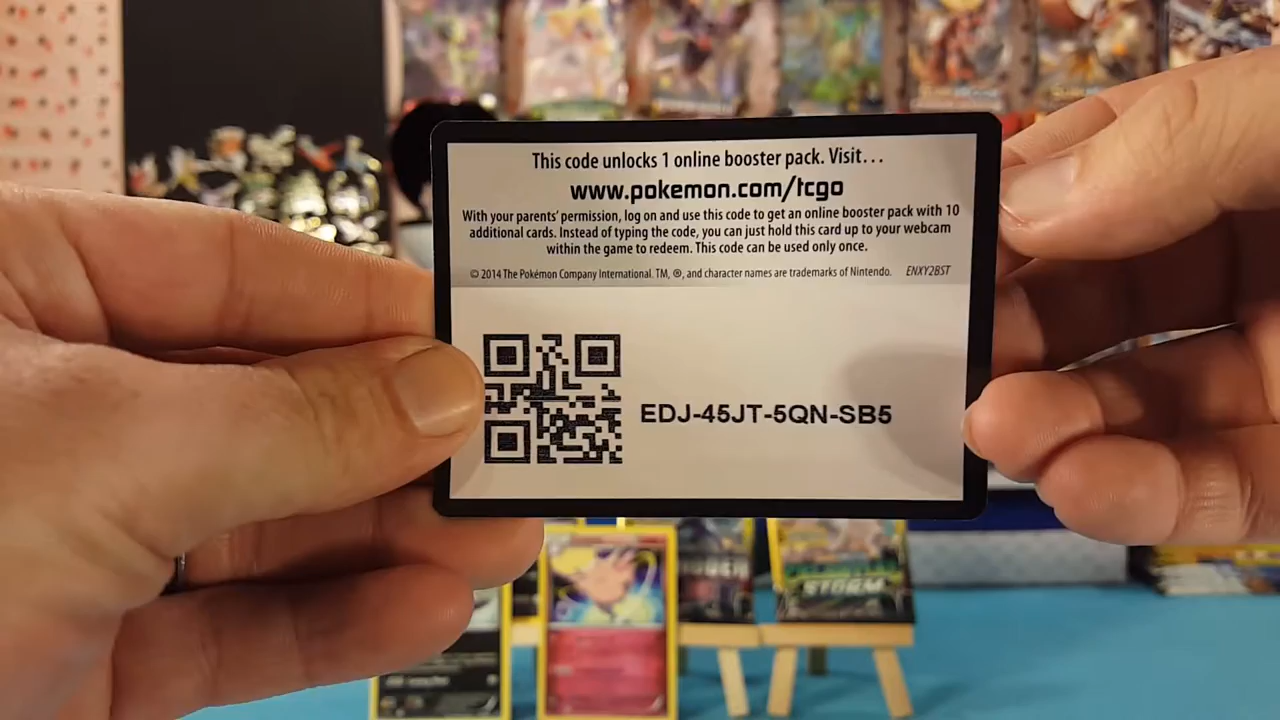 This code unlocks 1 online booster pack. Visit...
www.pokemon.com/tcgo
With your parents' permission, log on and use this code to get an online booster pack with 10
additional cards. Instead of typing the code, you can just hold this card up to your webcam
within the game to redeem. This code can be used only once.
© 2014 The Pokémon Company International. TM, ®, and character names are trademarks of Nintendo. ENXY2BST
EDJ-45JT-5QN-SB5
STORM